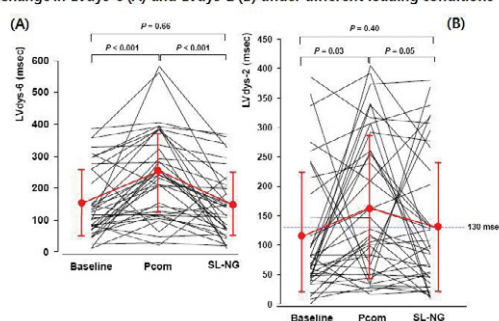 change in LVdys-6 (A) and LVdys-2 (B) under different loading conditions
(A)
P = 0.66
P < 0.001
P < 0.001
LVdys-6 (msec)
600
500
400
300
200
100
0
Baseline
Pcom
SL-NG
(B)
P = 0.40
P = 0.03
P = 0.05
LVdys-2 (msec)
450
400
350
300
250
200
150
100
50
0
130 mse
Baseline
Pcom
SL-NG